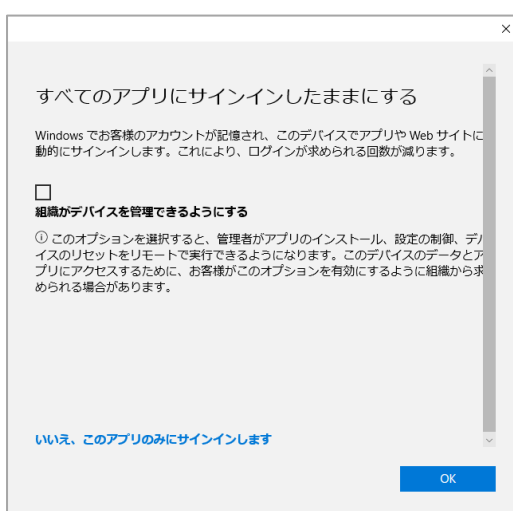 すべてのアプリにサインインしたままにする
Windows でお客様のアカウントが記憶され、このデバイスでアプリや Web サイトに
動的にサインインします。これにより、ログインが求められる回数が減ります。
組織がデバイスを管理できるようにする
ⓘ このオプションを選択すると、管理者がアプリのインストール、設定の制御、デバ
イスのリセットをリモートで実行できるようになります。このデバイスのデータとア
プリにアクセスするために、お客様がこのオプションを有効にするように組織から求
められる場合があります。
いいえ、このアプリのみにサインインします
OK